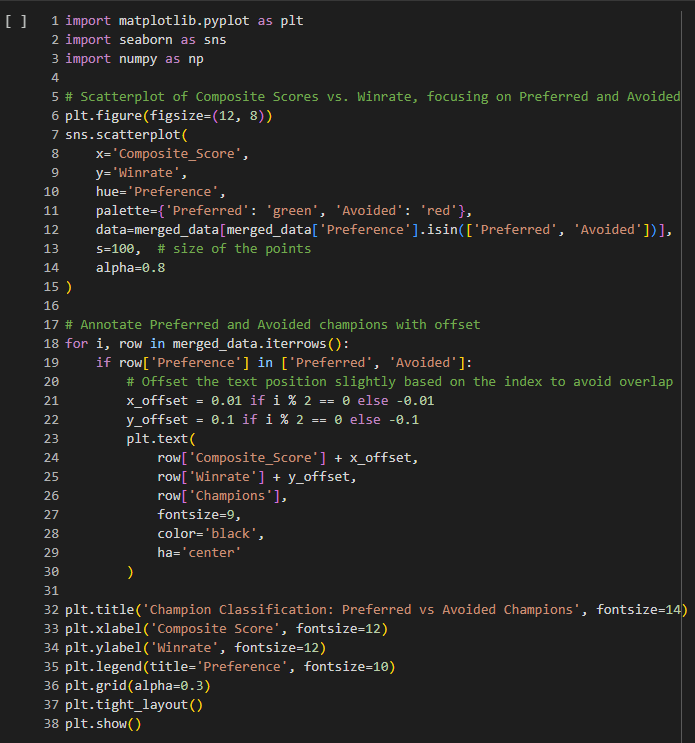 [ ] 1 import matplotlib.pyplot as plt
2 import seaborn as sns
3 import numpy as np
4
5 # Scatterplot of Composite Scores vs. Winrate, focusing on Preferred and Avoided
6 plt.figure(figsize=(12, 8))
7 sns.scatterplot(
8     x='Composite_Score',
9     y='Winrate',
10     hue='Preference',
11     palette={'Preferred': 'green', 'Avoided': 'red'},
12     data=merged_data[merged_data['Preference'].isin(['Preferred', 'Avoided'])],
13     s=100,  # size of the points
14     alpha=0.8
15 )
16
17 # Annotate Preferred and Avoided champions with offset
18 for i, row in merged_data.iterrows():
19     if row['Preference'] in ['Preferred', 'Avoided']:
20         # Offset the text position slightly based on the index to avoid overlap
21         x_offset = 0.01 if i % 2 == 0 else -0.01
22         y_offset = 0.1 if i % 2 == 0 else -0.1
23         plt.text(
24             row['Composite_Score'] + x_offset,
25             row['Winrate'] + y_offset,
26             row['Champions'],
27             fontsize=9,
28             color='black',
29             ha='center'
30         )
31
32 plt.title('Champion Classification: Preferred vs Avoided Champions', fontsize=14)
33 plt.xlabel('Composite Score', fontsize=12)
34 plt.ylabel('Winrate', fontsize=12)
35 plt.legend(title='Preference', fontsize=10)
36 plt.grid(alpha=0.3)
37 plt.tight_layout()
38 plt.show()